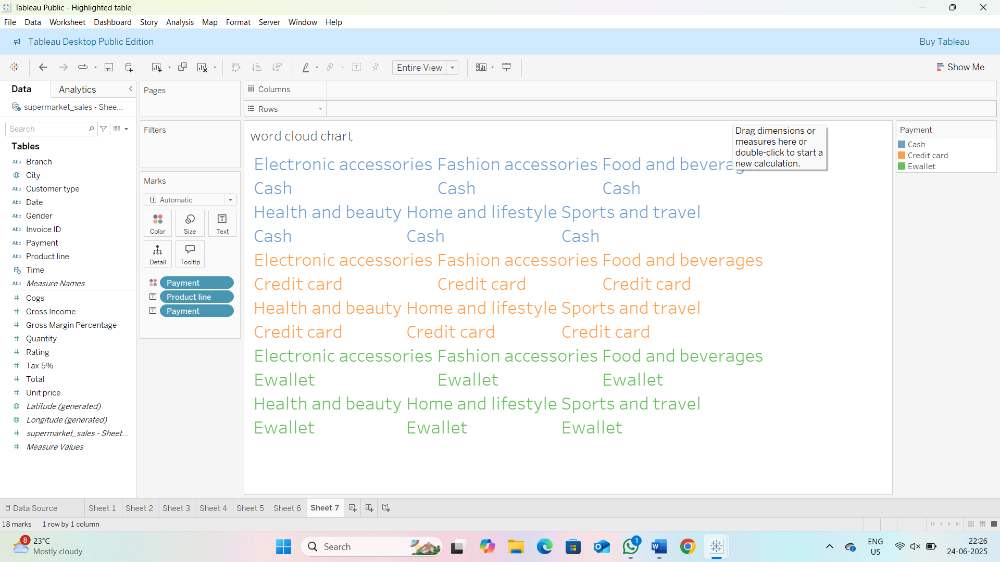 Tableau Public - Highlighted table
File Data Worksheet Dashboard Story Analysis Map Format Server Window Help
Tableau Desktop Public Edition
Buy Tableau
Entire View
Show Me
Data Analytics
supermarket_sales - Shee...
Search
Tables
Abc Branch
City
Abc Customer type
Abc Date
Abc Gender
Abc Invoice ID
Abc Payment
Abc Product line
Time
Abc Measure Names
# Cogs
# Gross Income
# Gross Margin Percentage
# Quantity
# Rating
# Tax 5%
# Total
# Unit price
Latitude (generated)
Longitude (generated)
# supermarket_sales - Sheet...
# Measure Values
Pages
Filters
Marks
Automatic
Color Size Text
Detail Tooltip
Payment
Product line
Payment
Columns
Rows
word cloud chart
Drag dimensions or
measures here or
double-click to start a
new calculation.
Electronic accessories Fashion accessories Food and beverages
Cash Cash Cash
Health and beauty Home and lifestyle Sports and travel
Cash Cash Cash
Electronic accessories Fashion accessories Food and beverages
Credit card Credit card Credit card
Health and beauty Home and lifestyle Sports and travel
Credit card Credit card Credit card
Electronic accessories Fashion accessories Food and beverages
Ewallet Ewallet Ewallet
Health and beauty Home and lifestyle Sports and travel
Ewallet Ewallet Ewallet
Payment
Cash
Credit card
Ewallet
Data Source Sheet 1 Sheet 2 Sheet 3 Sheet 4 Sheet 5 Sheet 6 Sheet 7
18 marks 1 row by 1 column
8
23°C
Mostly cloudy
Search
1
ENG
US
22:26
24-06-2025